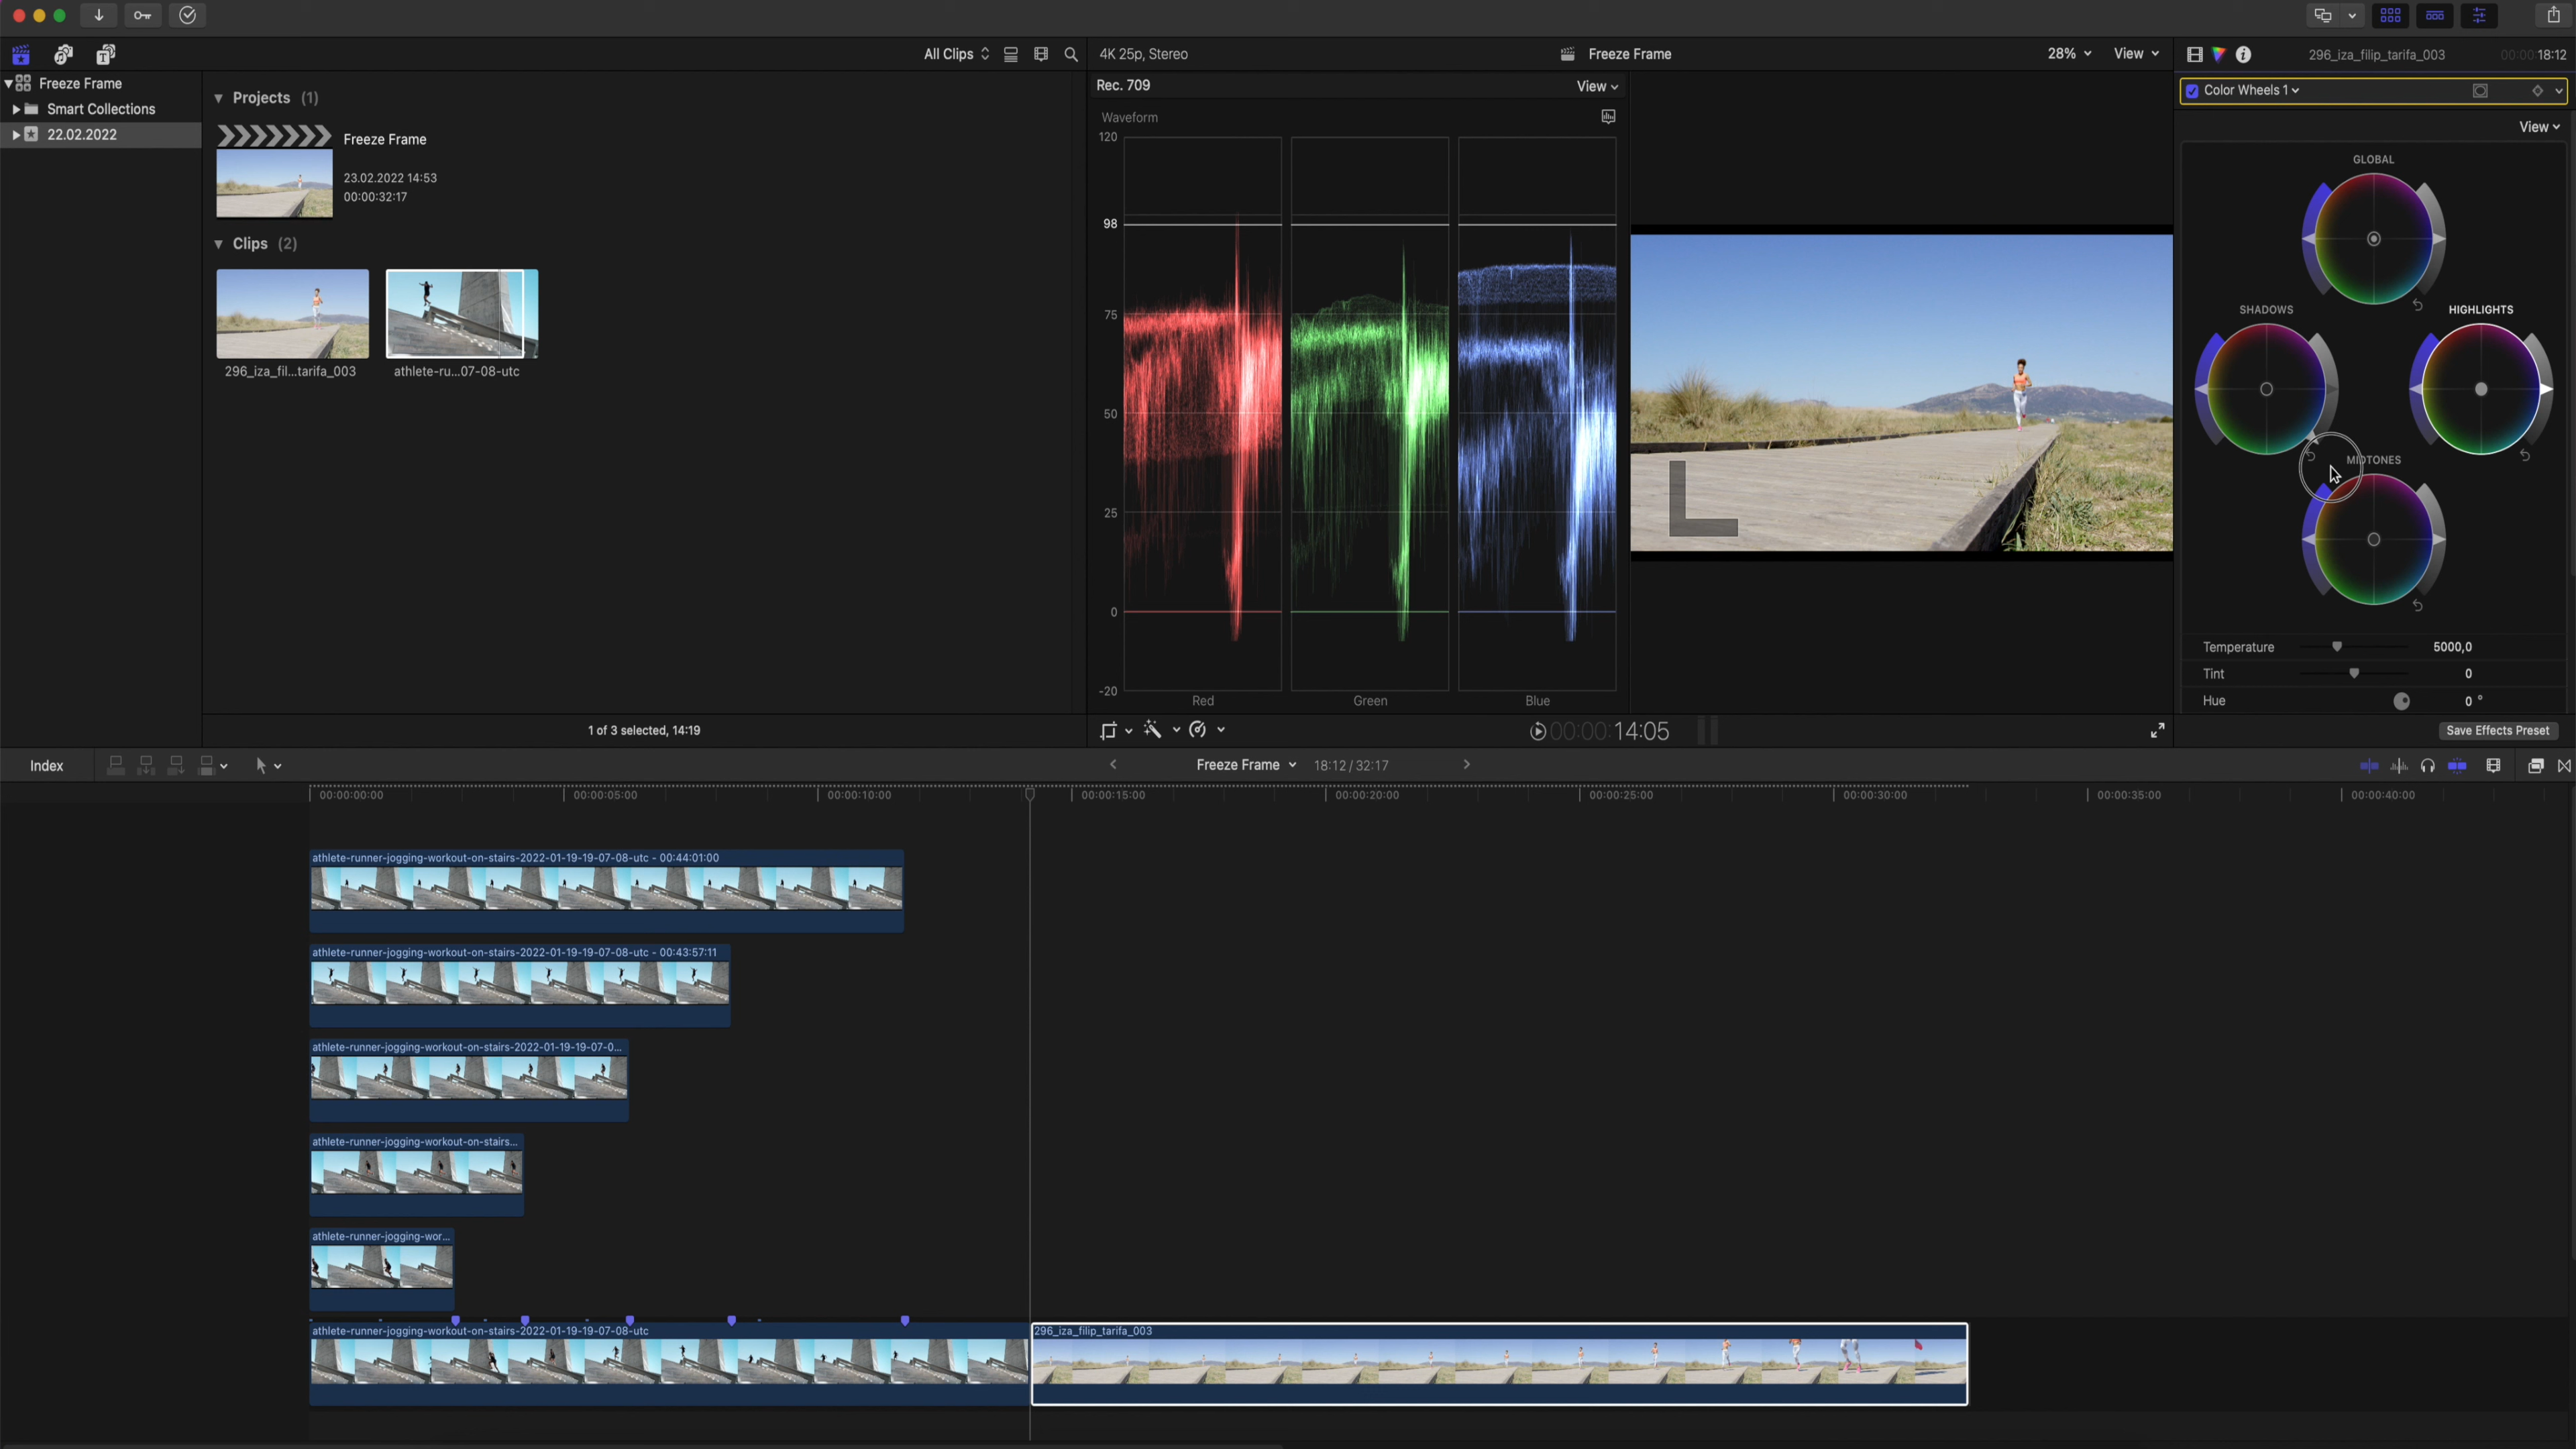 All Clips
4K 25p, Stereo
Freeze Frame
28%
View
296_iza_filip_tarifa_003
00:00:18:12
Freeze Frame
Smart Collections
22.02.2022
Projects (1)
Freeze Frame
23.02.2022 14:53
00:00:32:17
Clips (2)
296_iza_fil...tarifa_003
athlete-ru...07-08-utc
1 of 3 selected, 14:19
Rec. 709
View
Waveform
120
98
75
50
25
0
-20
Red
Green
Blue
00:00:00:14:05
Color Wheels 1
View
GLOBAL
SHADOWS
HIGHLIGHTS
MIDTONES
Temperature
5000,0
Tint
0
Hue
0 °
Save Effects Preset
Index
Freeze Frame
18:12 / 32:17
00:00:00:00
00:00:05:00
00:00:10:00
00:00:15:00
00:00:20:00
00:00:25:00
00:00:30:00
00:00:35:00
00:00:40:00
athlete-runner-jogging-workout-on-stairs-2022-01-19-19-07-08-utc - 00:44:01:00
athlete-runner-jogging-workout-on-stairs-2022-01-19-19-07-08-utc - 00:43:57:11
athlete-runner-jogging-workout-on-stairs-2022-01-19-19-07-0...
athlete-runner-jogging-workout-on-stairs...
athlete-runner-jogging-wor...
athlete-runner-jogging-workout-on-stairs-2022-01-19-19-07-08-utc
296_iza_filip_tarifa_003